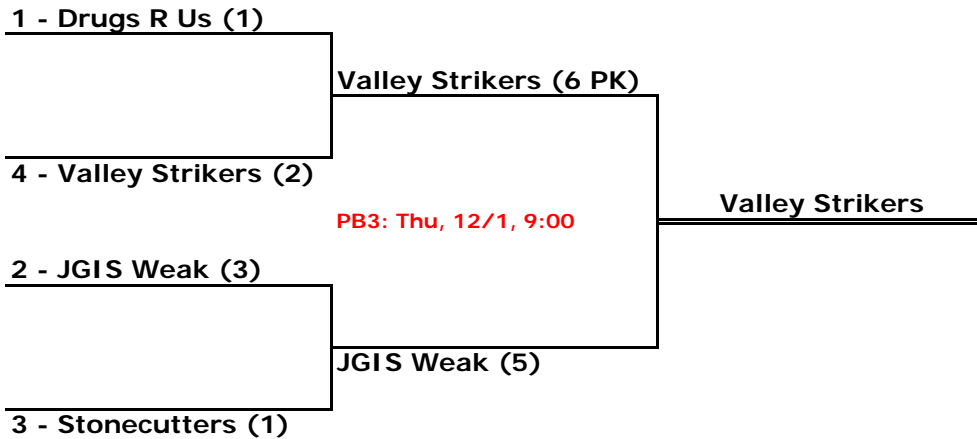 1 - Drugs R Us (1)
Valley Strikers (6 PK)
4 - Valley Strikers (2)
Valley Strikers
PB3: Thu, 12/1, 9:00
2 - JGIS Weak (3)
JGIS Weak (5)
3 - Stonecutters (1)